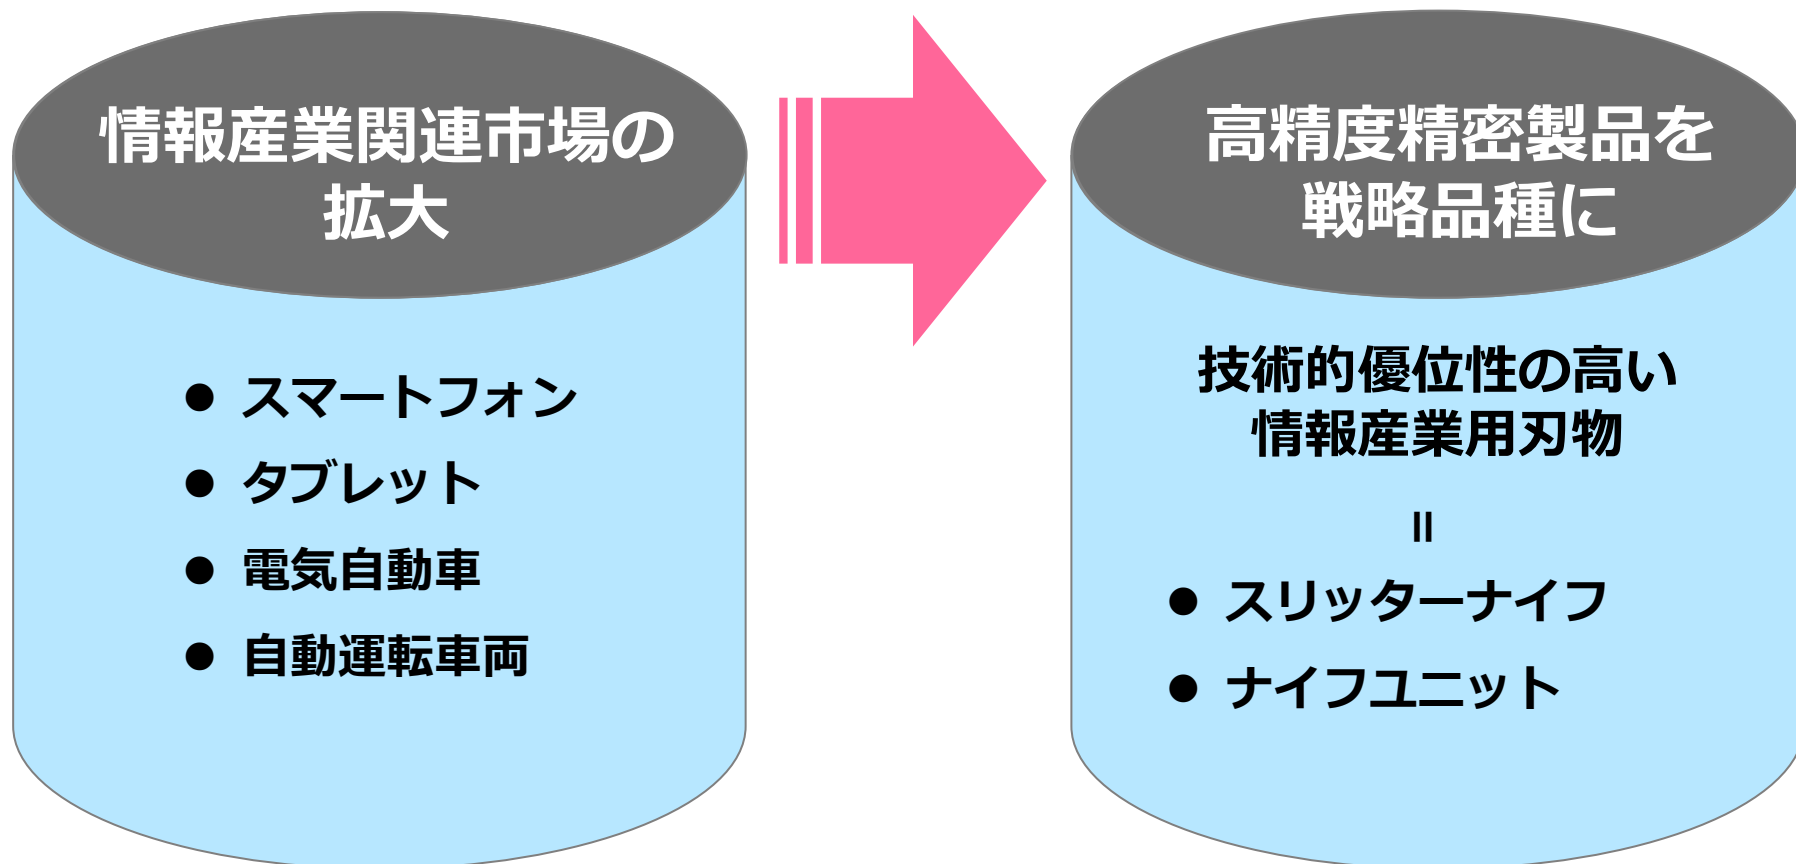 情報産業関連市場の
拡大
● スマートフォン
● タブレット
● 電気自動車
● 自動運転車両
高精度精密製品を
戦略品種に
技術的優位性の高い
情報産業用刃物
=
● スリッターナイフ
● ナイフユニット